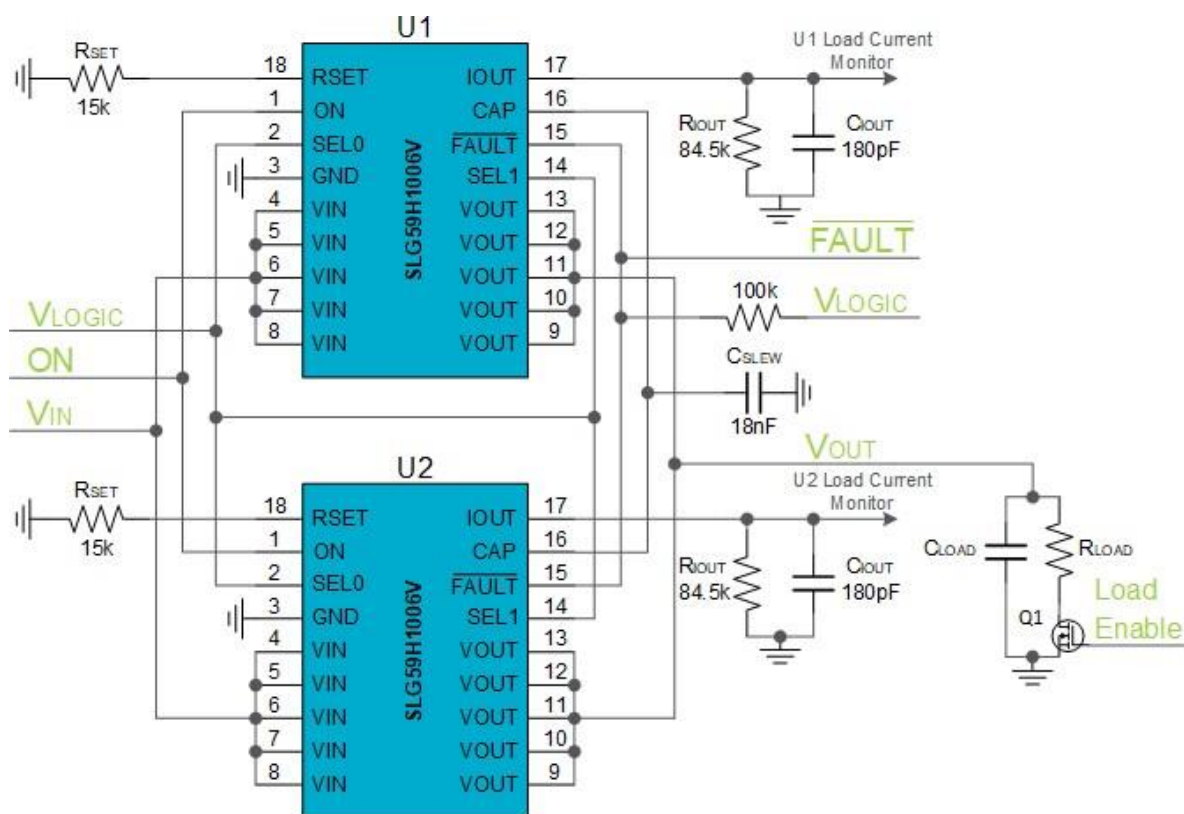 U1
RSET
15k
18 RSET
1 ON
2 SEL0
3 GND
4 VIN
5 VIN
6 VIN
7 VIN
8 VIN
SLG59H1006V
IOUT 17
CAP 16
FAULT 15
SEL1 14
VOUT 13
VOUT 12
VOUT 11
VOUT 10
VOUT 9
U1 Load Current
Monitor
RIOUT
84.5k
CIOUT
180pF
FAULT
100k
VLOGIC
CSLEW
18nF
VLOGIC
ON
VIN
VOUT
U2
RSET
15k
18 RSET
1 ON
2 SEL0
3 GND
4 VIN
5 VIN
6 VIN
7 VIN
8 VIN
SLG59H1006V
IOUT 17
CAP 16
FAULT 15
SEL1 14
VOUT 13
VOUT 12
VOUT 11
VOUT 10
VOUT 9
U2 Load Current
Monitor
RIOUT
84.5k
CIOUT
180pF
CLOAD
RLOAD
Q1
Load
Enable